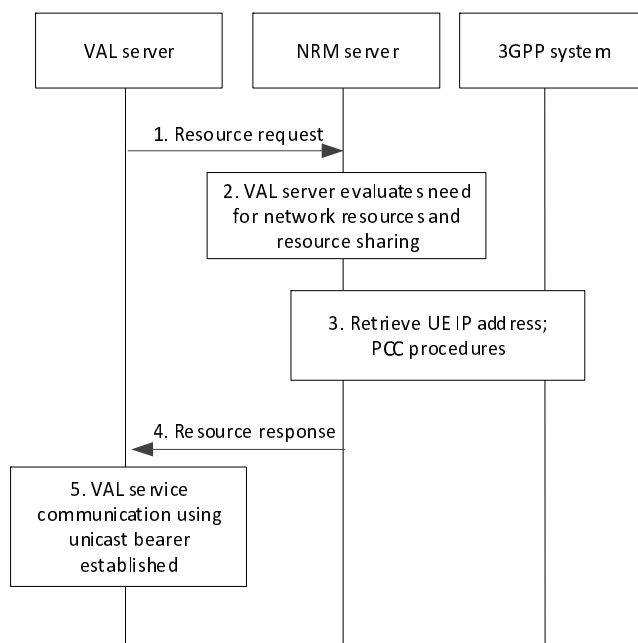 VAL server
NRM server
3GPP system
1. Resource request
2. VAL server evaluates need
for network resources and
resource sharing
3. Retrieve UE IP address;
PCC procedures
4. Resource response
5. VAL service
communication using
unicast bearer
established